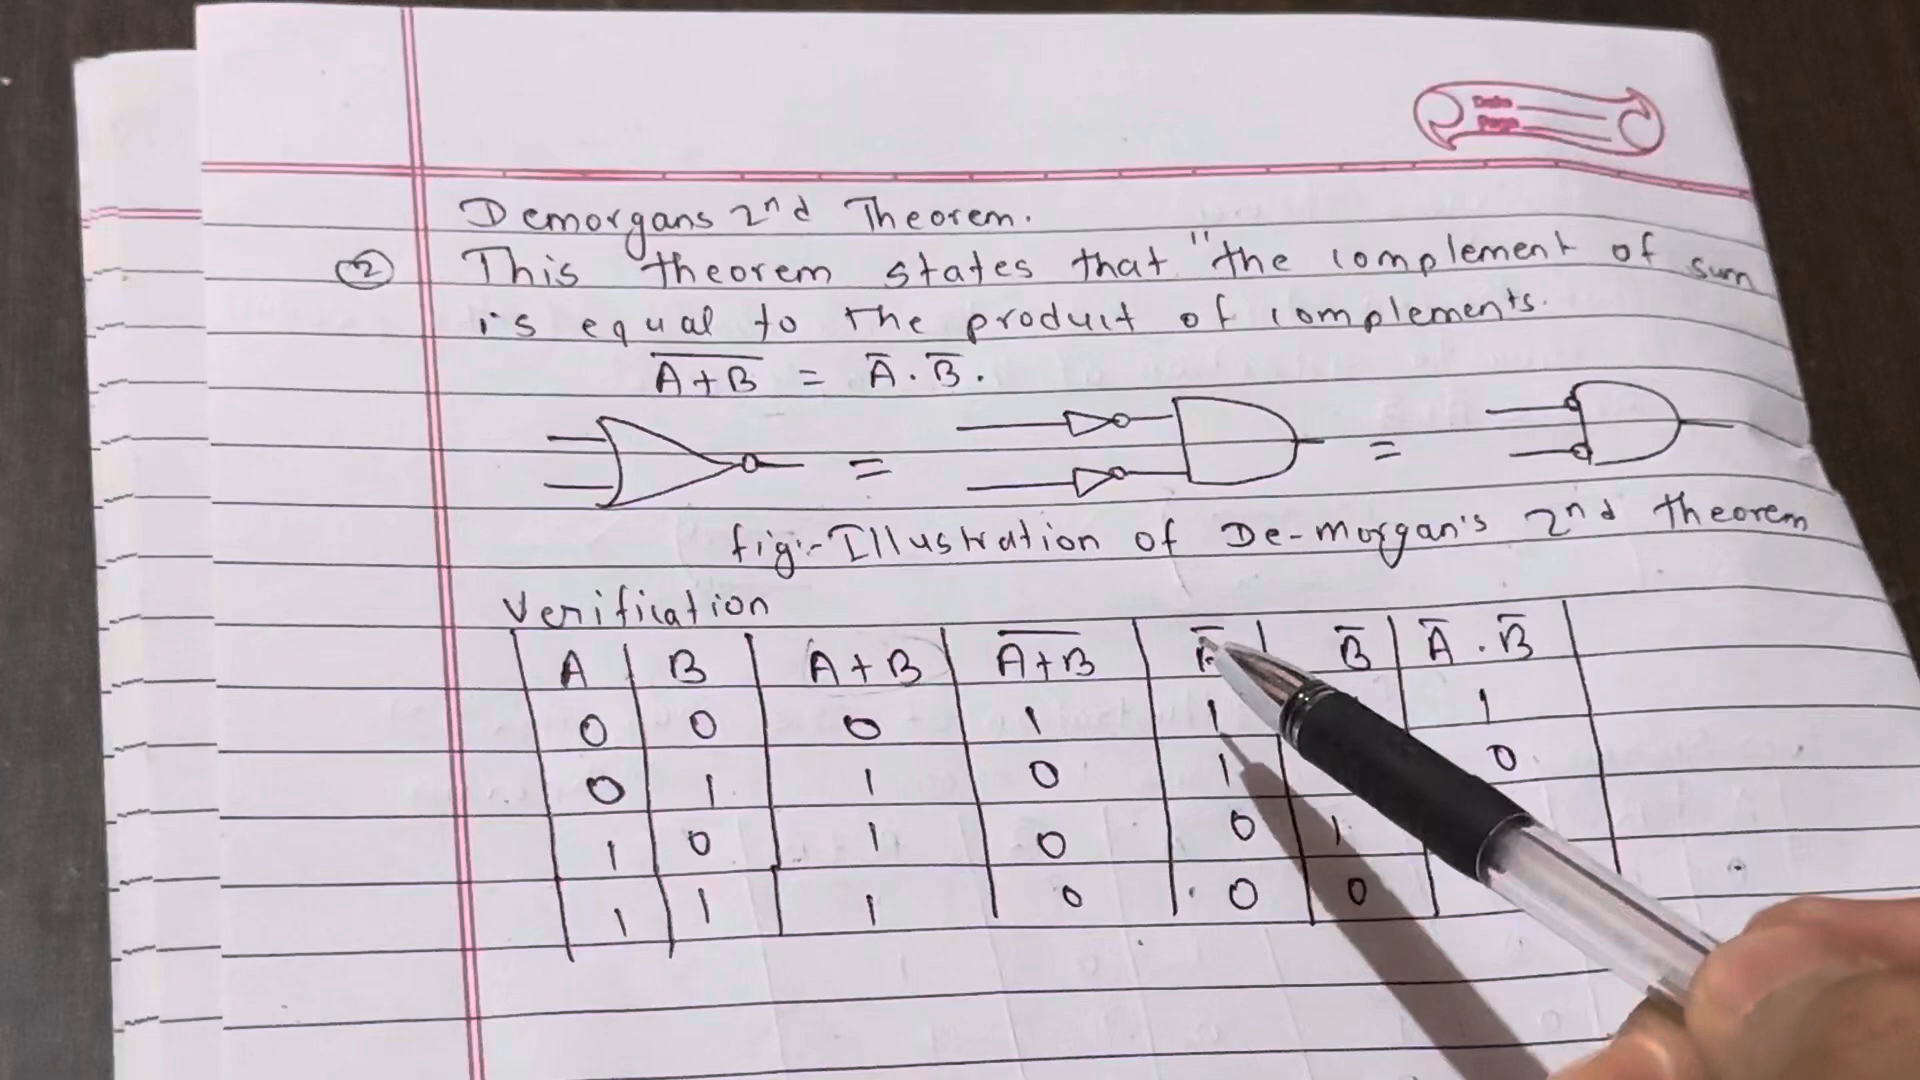 Date
Page
Demorgans 2nd Theorem.
② This theorem states that "the complement of sum
is equal to the product of complements.
A̅+̅B̅ = A̅ . B̅ .
= =
fig:- Illustration of De-morgan's 2nd theorem
Verification
A B A+B A̅+̅B̅ A̅ B̅ A̅ . B̅
0 0 0 1 1 1
0 1 1 0 1 0
1 0 1 0 0 1
1 1 1 0 0 0